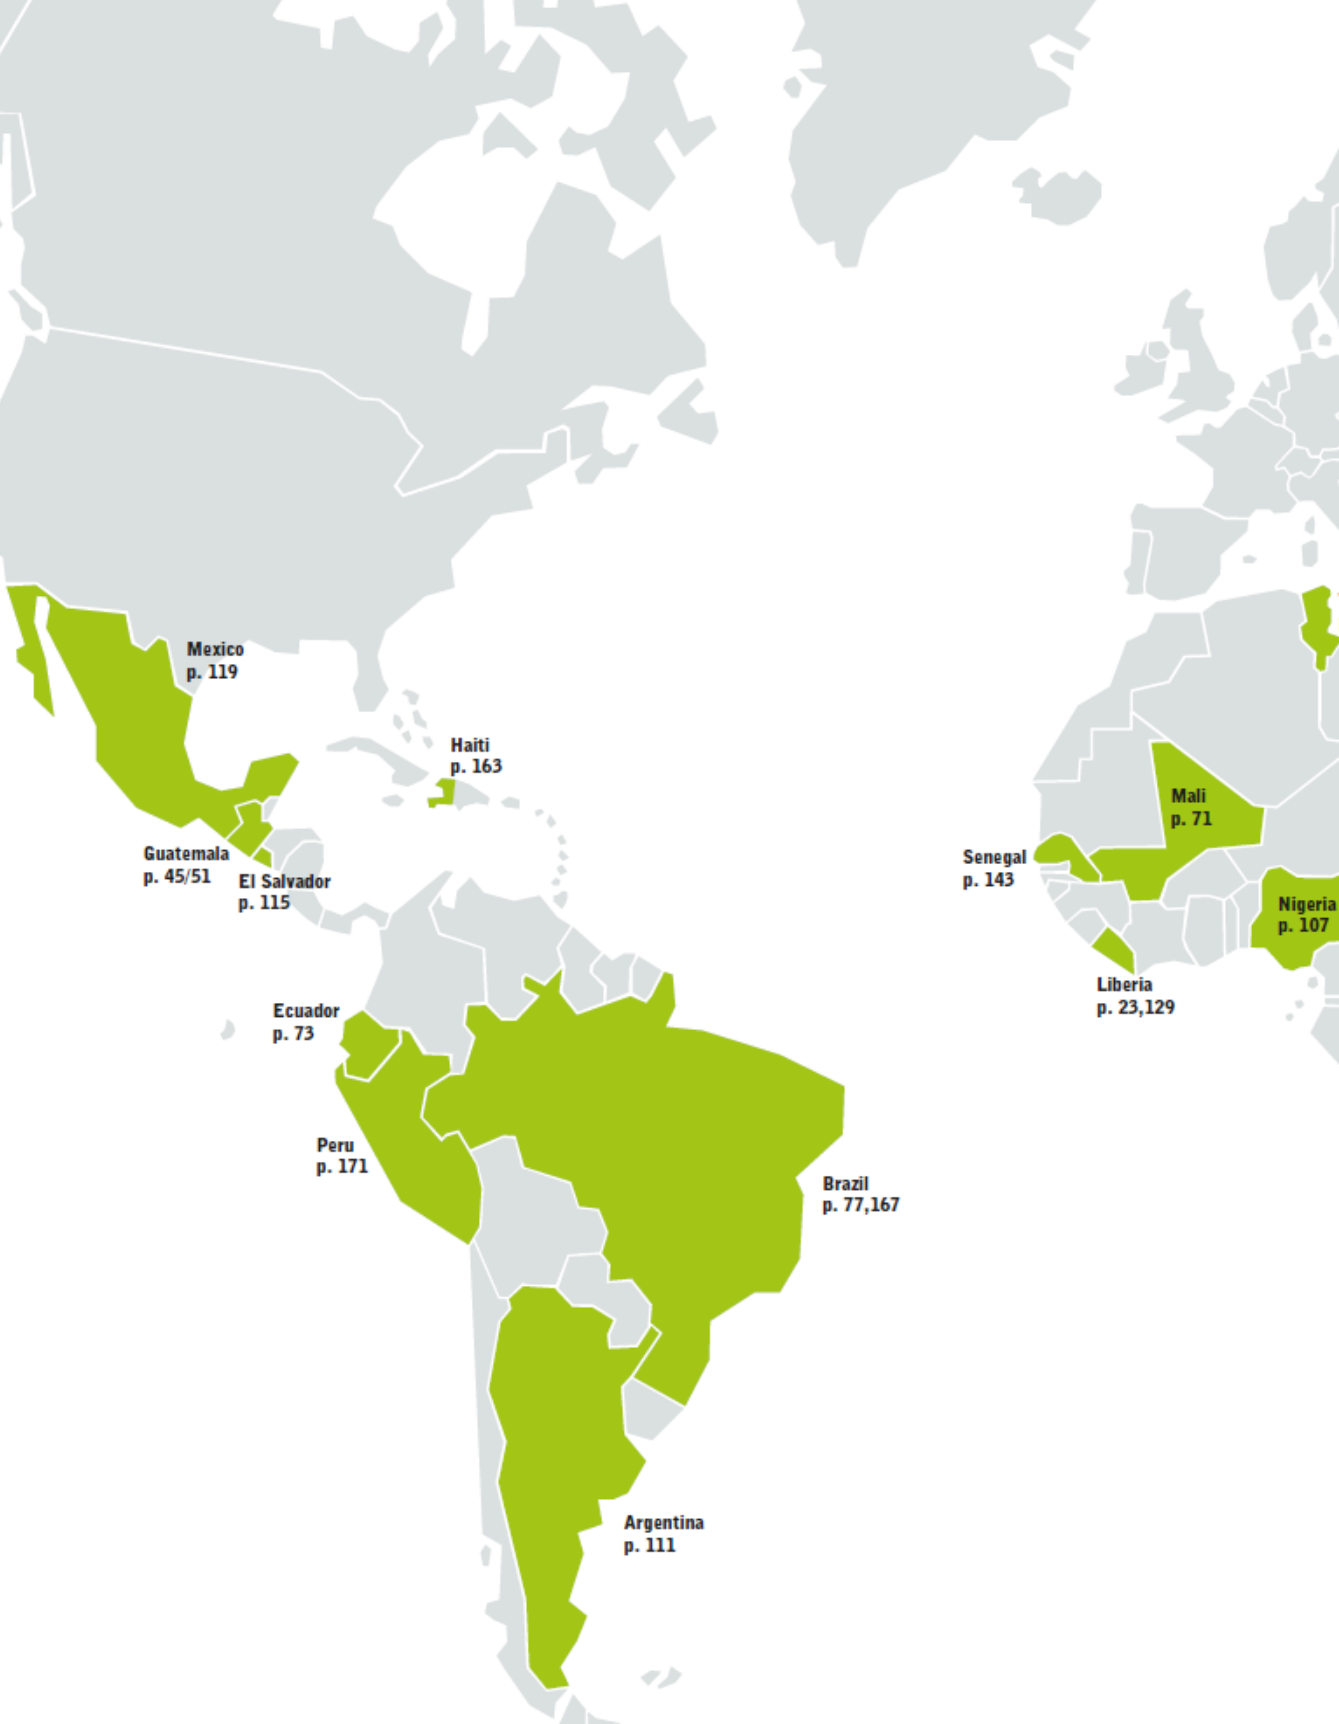 Mexico
p. 119
Haiti
p. 163
Mali
p. 71
Guatemala
p. 45/51
El Salvador
p. 115
Senegal
p. 143
Nigeria
p. 107
Liberia
p. 23,129
Ecuador
p. 73
Peru
p. 171
Brazil
p. 77,167
Argentina
p. 111